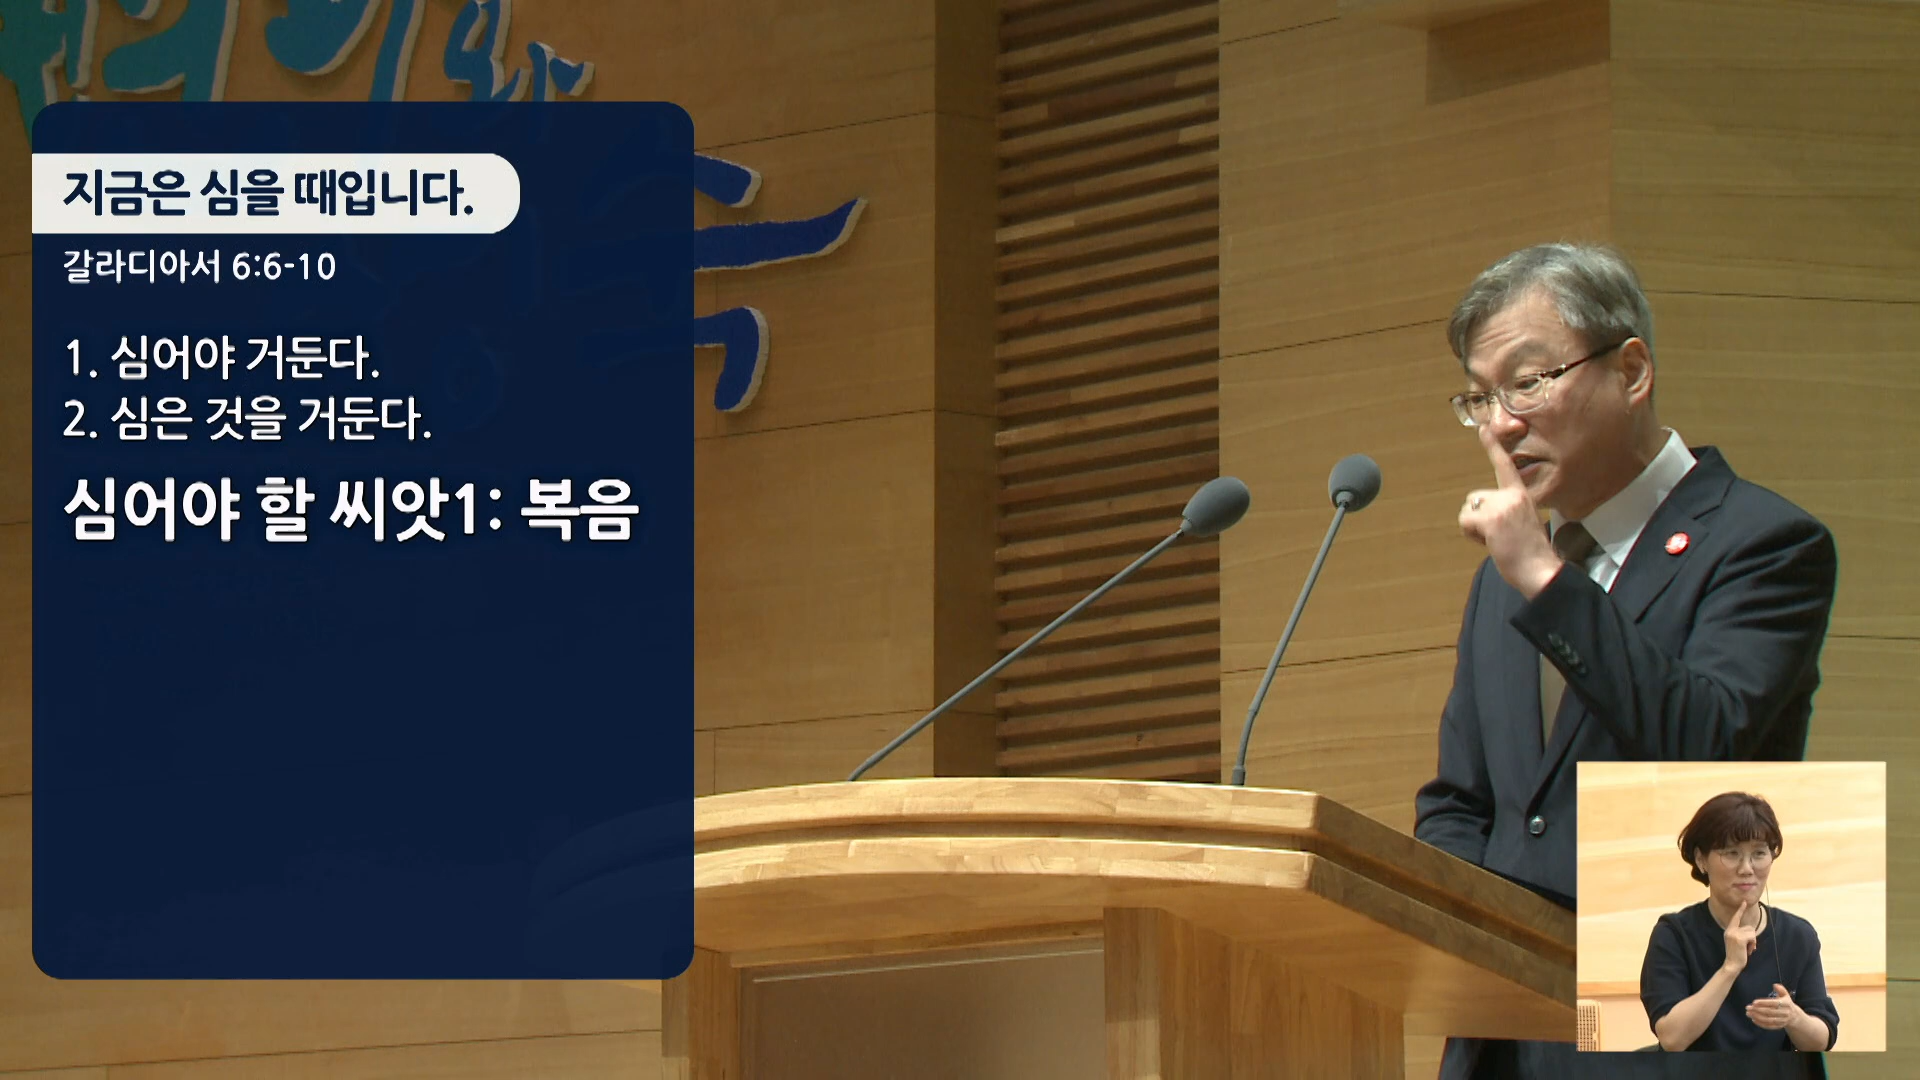 지금은 심을 때입니다.
갈라디아서 6:6-10
1. 심어야 거둔다.
2. 심은 것을 거둔다.
심어야 할 씨앗1: 복음